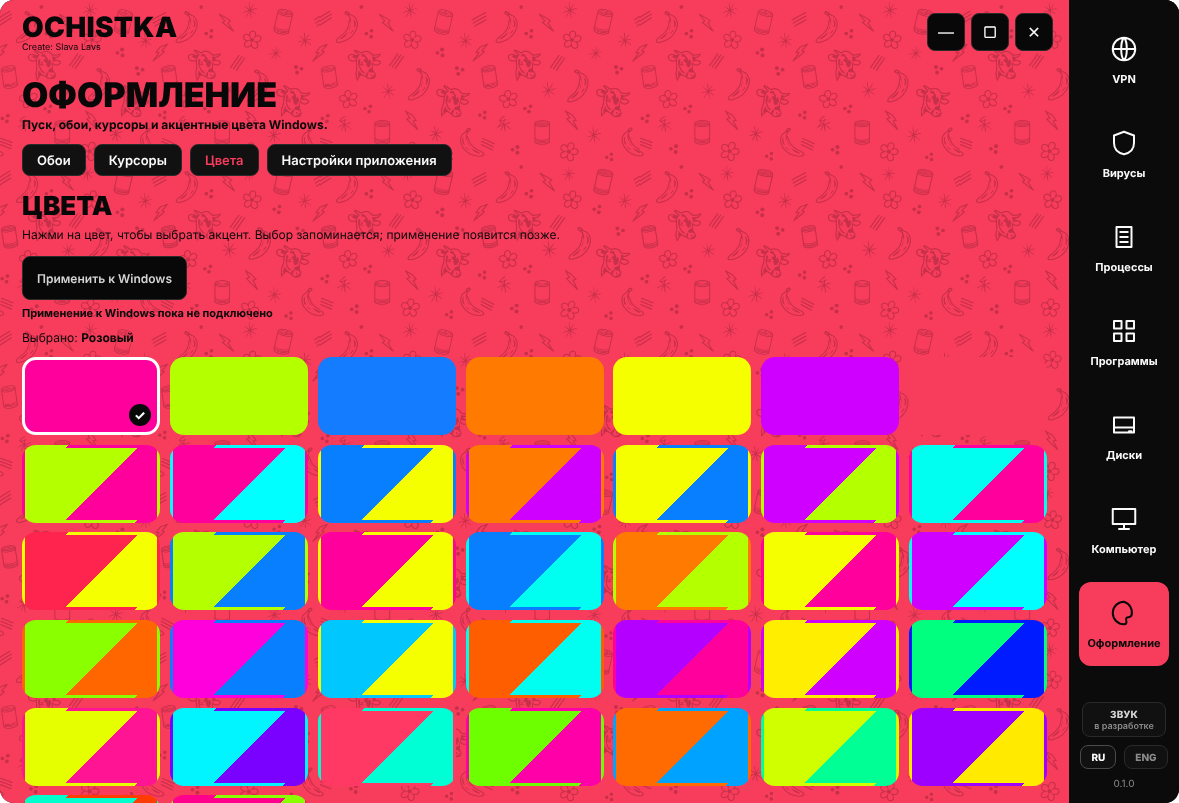 OCHISTKA
Create: Slava Lavs
ОФОРМЛЕНИЕ
Пуск, обои, курсоры и акцентные цвета Windows.
Обои Курсоры Цвета Настройки приложения
ЦВЕТА
Нажми на цвет, чтобы выбрать акцент. Выбор запоминается; применение появится позже.
Применить к Windows
Применение к Windows пока не подключено
Выбрано: Розовый
VPN
Вирусы
Процессы
Программы
Диски
Компьютер
Оформление
ЗВУК
в разработке
RU ENG
0.1.0